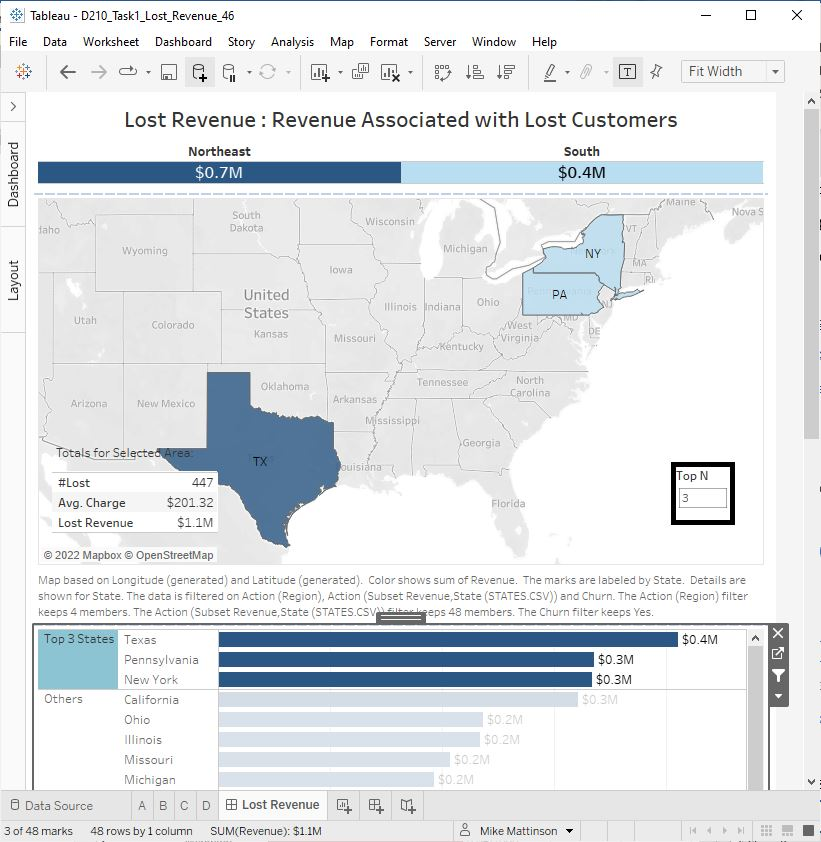 Tableau - D210_Task1_Lost_Revenue_46
File Data Worksheet Dashboard Story Analysis Map Format Server Window Help
Fit Width
Dashboard
Layout
Lost Revenue : Revenue Associated with Lost Customers
Northeast South
$0.7M $0.4M
Maine
Nova S
daho
South
Dakota
Wisconsin
VT
Wyoming
Michigan
NY
MA
Iowa
RI
United
States
PA
Illinois
Indiana
Ohio
NJ
Utah
Colorado
Kansas
Missouri
West
Virginia
MD
DE
Kentucky
Oklahoma
Tennessee
North
Carolina
Arizona
New Mexico
Arkansas
Mississippi
Georgia
TX
ouisiana
Florida
Totals for Selected Area:
#Lost 447
Avg. Charge $201.32
Lost Revenue $1.1M
Top N
3
© 2022 Mapbox © OpenStreetMap
Map based on Longitude (generated) and Latitude (generated). Color shows sum of Revenue. The marks are labeled by State. Details are
shown for State. The data is filtered on Action (Region), Action (Subset Revenue,State (STATES.CSV)) and Churn. The Action (Region) filter
keeps 4 members. The Action (Subset Revenue,State (STATES.CSV)) filter keeps 48 members. The Churn filter keeps Yes.
Top 3 States Texas $0.4M
Pennsylvania $0.3M
New York $0.3M
Others California $0.3M
Ohio $0.2M
Illinois $0.2M
Missouri $0.2M
Michigan $0.2M
Data Source A B C D Lost Revenue
3 of 48 marks 48 rows by 1 column SUM(Revenue): $1.1M Mike Mattinson